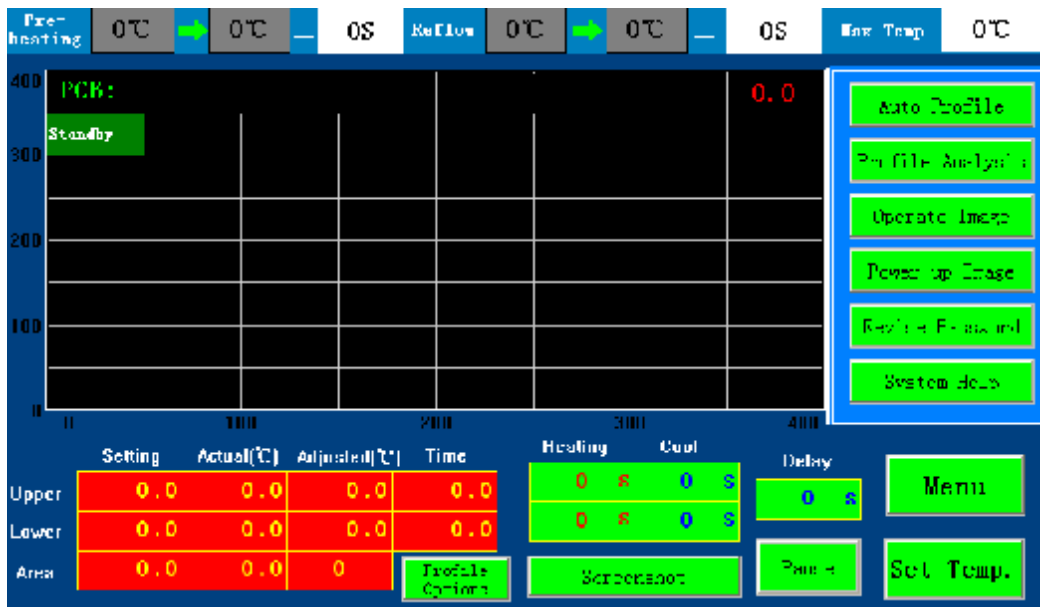 Pre-heating 0℃ 0℃ _ 0S Reflow 0℃ 0℃ _ 0S Max Temp 0℃
400 PCB: 0.0
Standby
300
200
100
0
0 100 200 300 400
Auto Profile
Profile Analysis
Operate Image
Power up Image
System Help
Setting Actual(℃) Adjusted(℃) Time
Upper 0.0 0.0 0.0 0.0
Lower 0.0 0.0 0.0 0.0
Area 0.0 0.0 0
Profile
Options
Heating Cool
0 s 0 s
0 s 0 s
Screenshot
Delay
0 s
Pause
Menu
Set Temp.